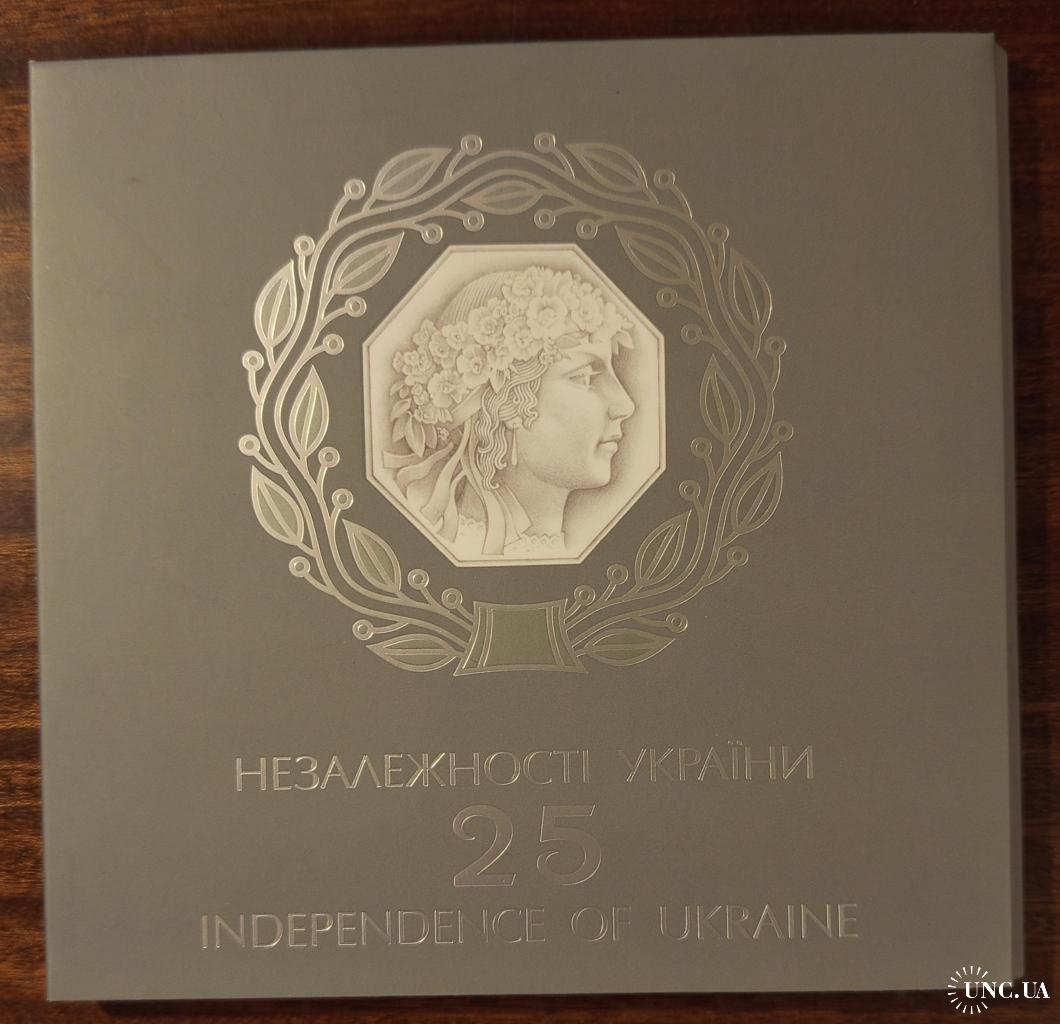 НЕЗАЛЕЖНОСТІ УКРАЇНИ
25
INDEPENDENCE OF UKRAINE
UNC.UA